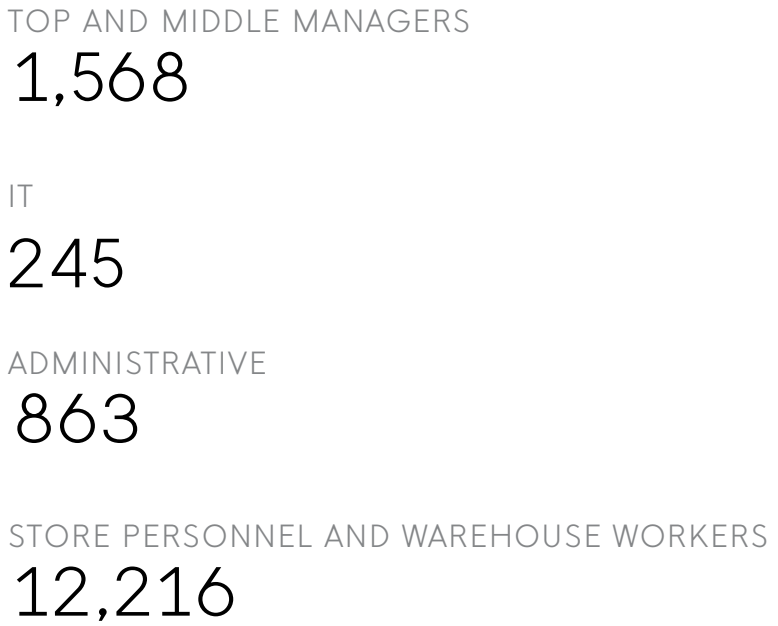 TOP AND MIDDLE MANAGERS
1,568
IT
245
ADMINISTRATIVE
863
STORE PERSONNEL AND WAREHOUSE WORKERS
12,216